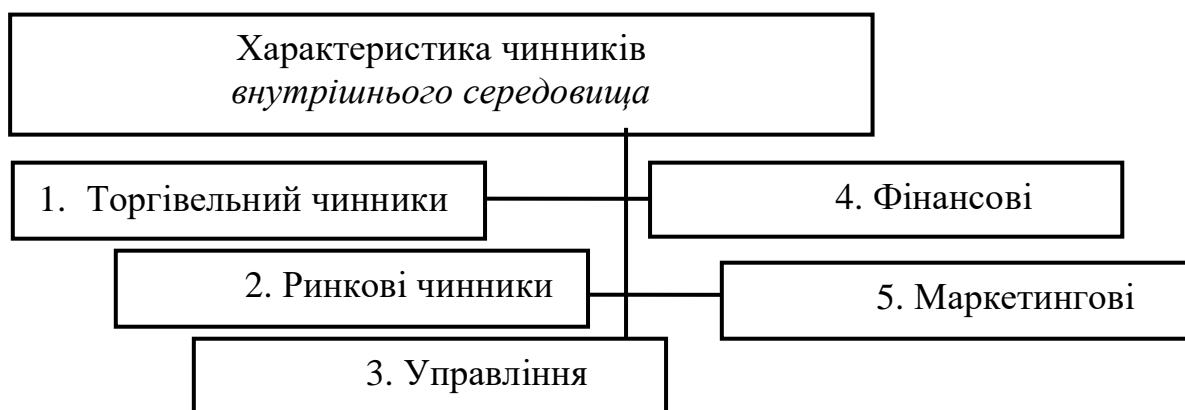 Характеристика чинників
внутрішнього середовища
1. Торгівельний чинники
4. Фінансові
2. Ринкові чинники
5. Маркетингові
3. Управління